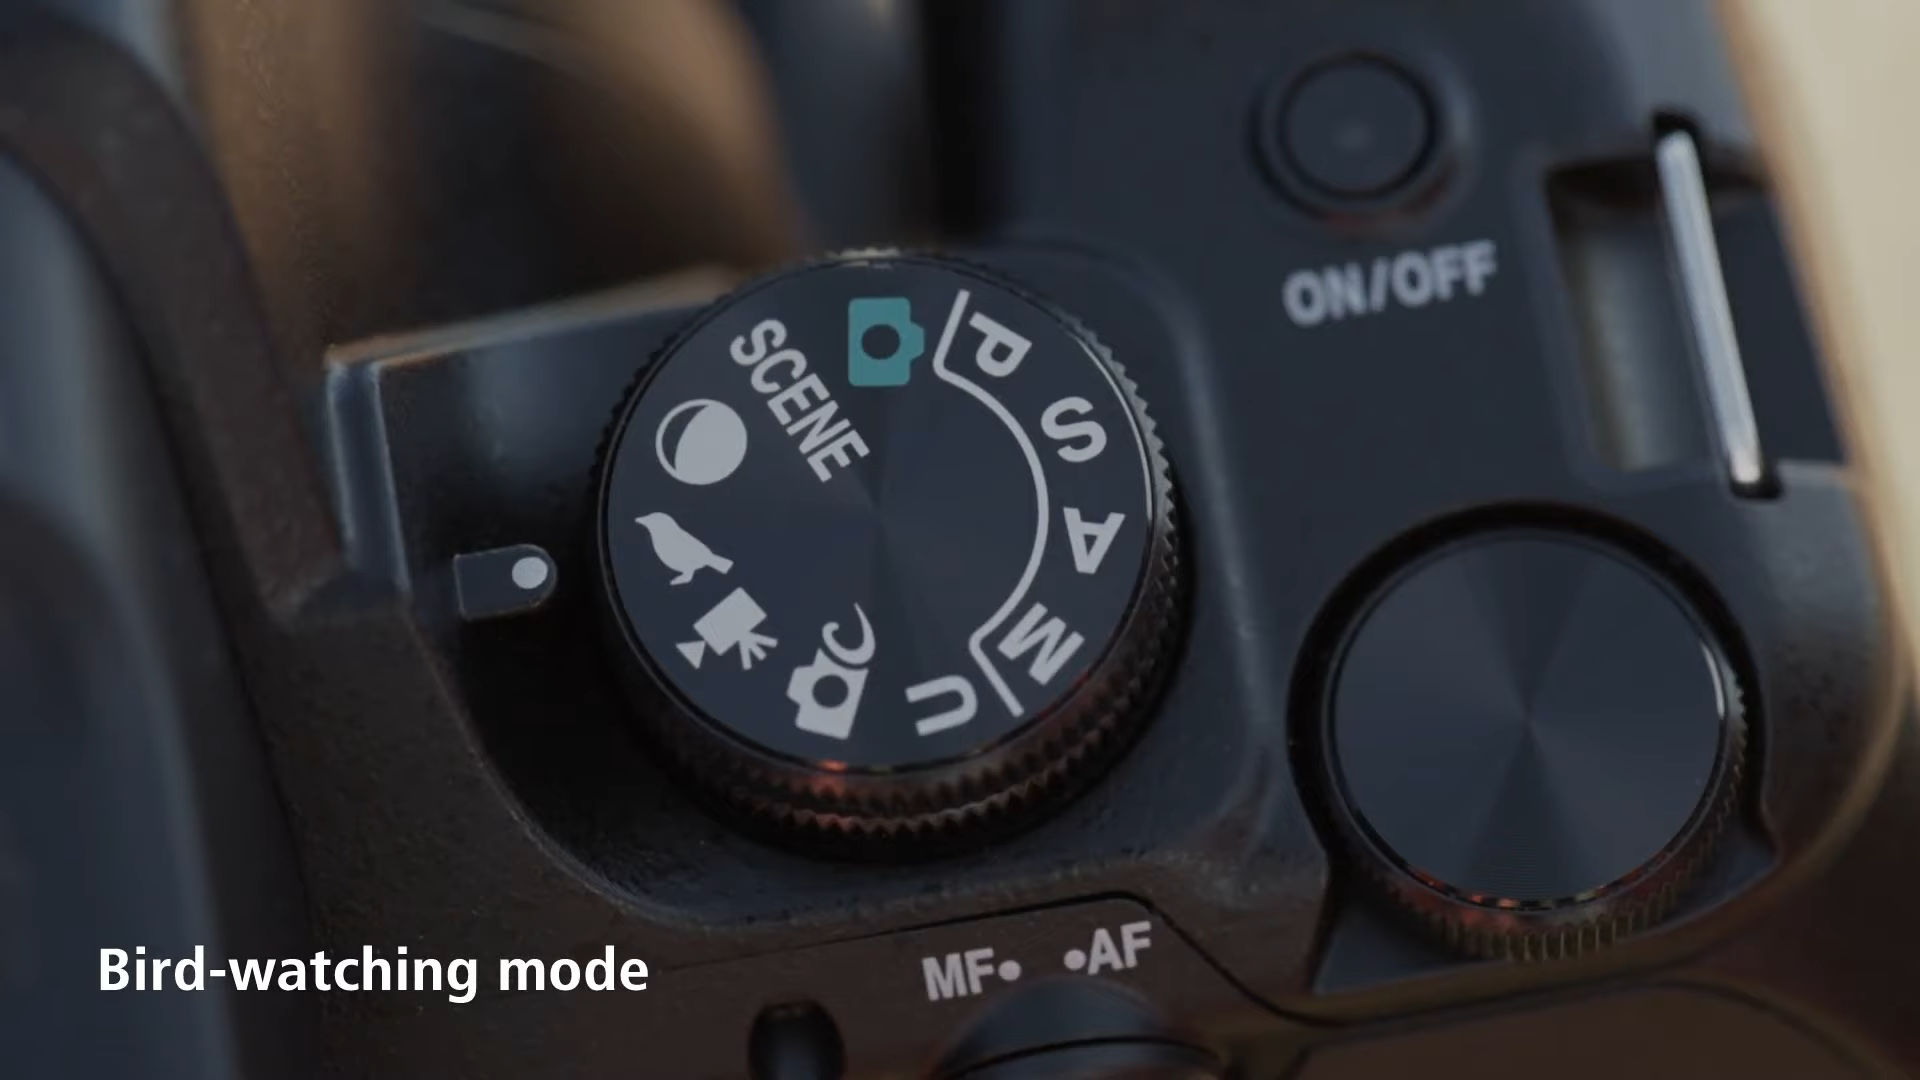 ON/OFF
SCENE
P
S
A
M
U
C
MF• •AF
Bird-watching mode